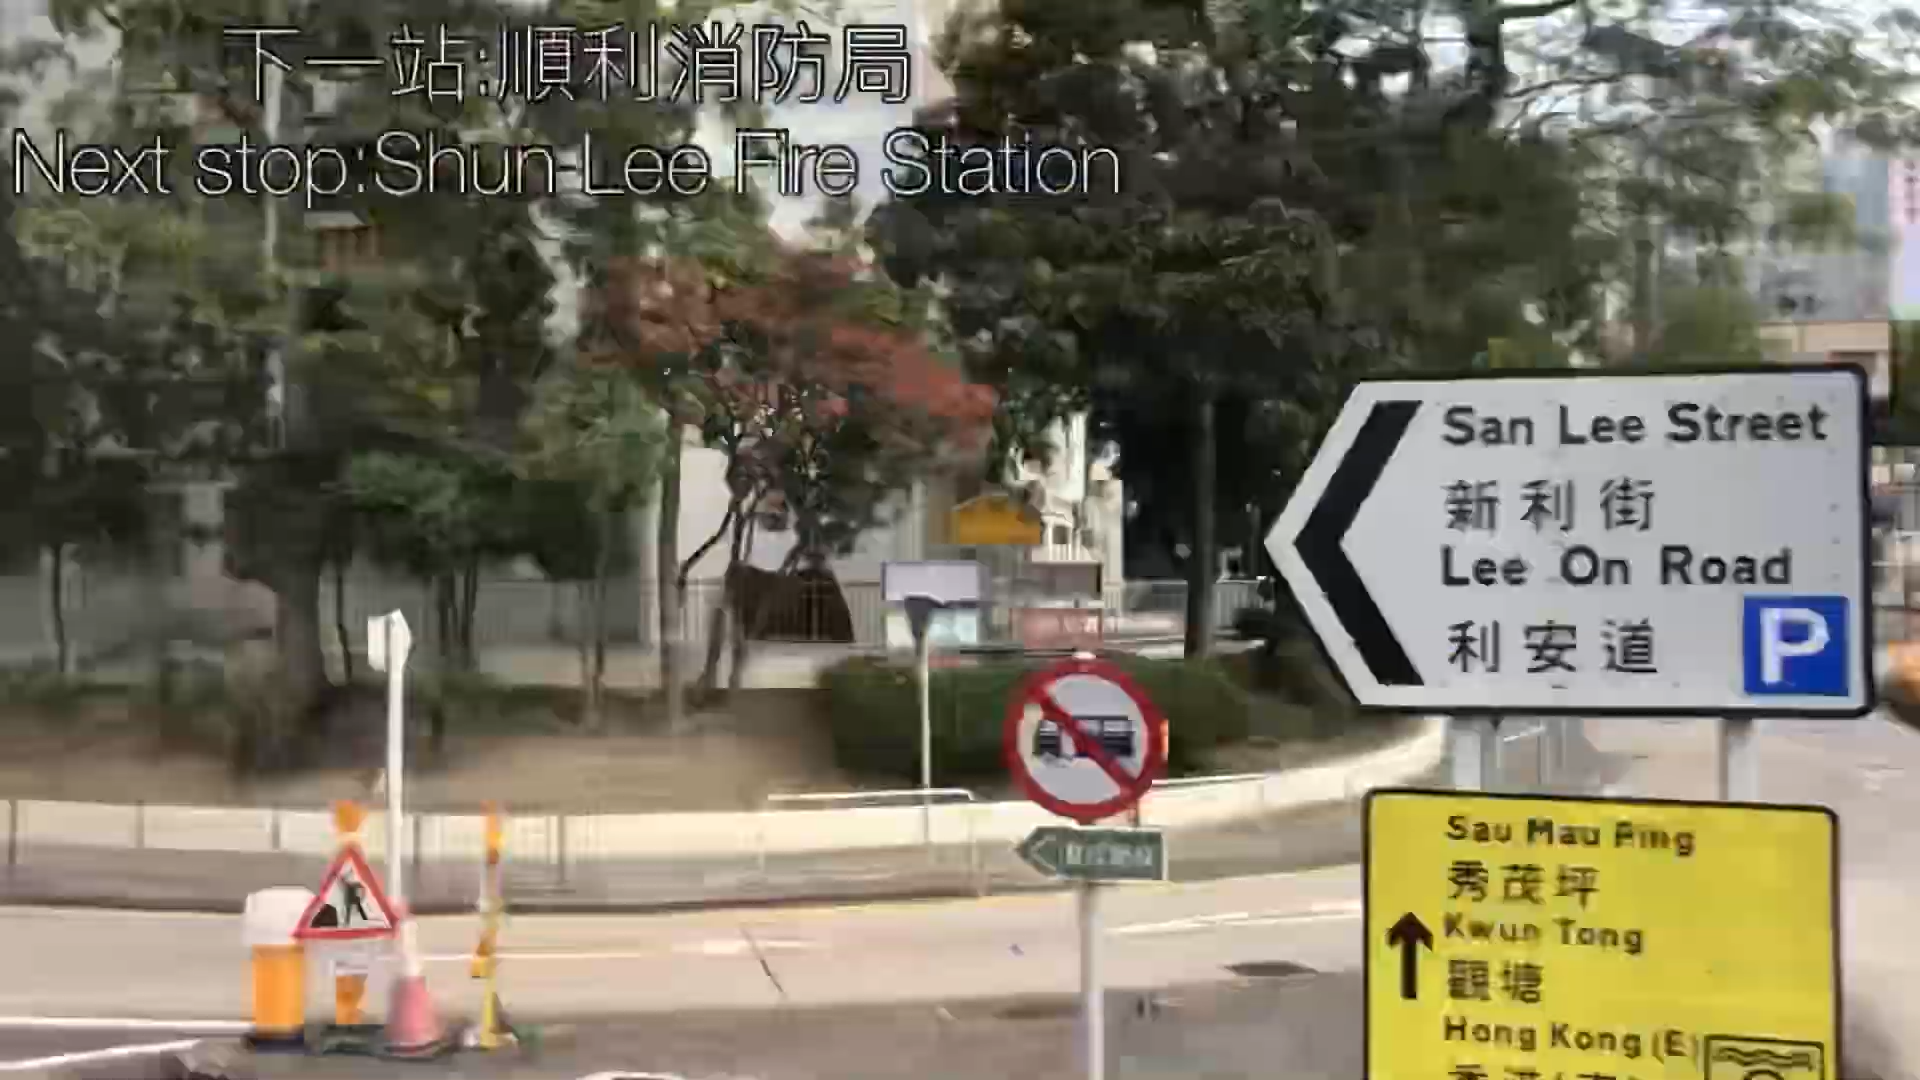 下一站:順利消防局
Next stop:Shun Lee Fire Station
San Lee Street
新利街
Lee On Road
利安道
P
Sau Mau Ping
秀茂坪
Kwun Tong
觀塘
Hong Kong (E)